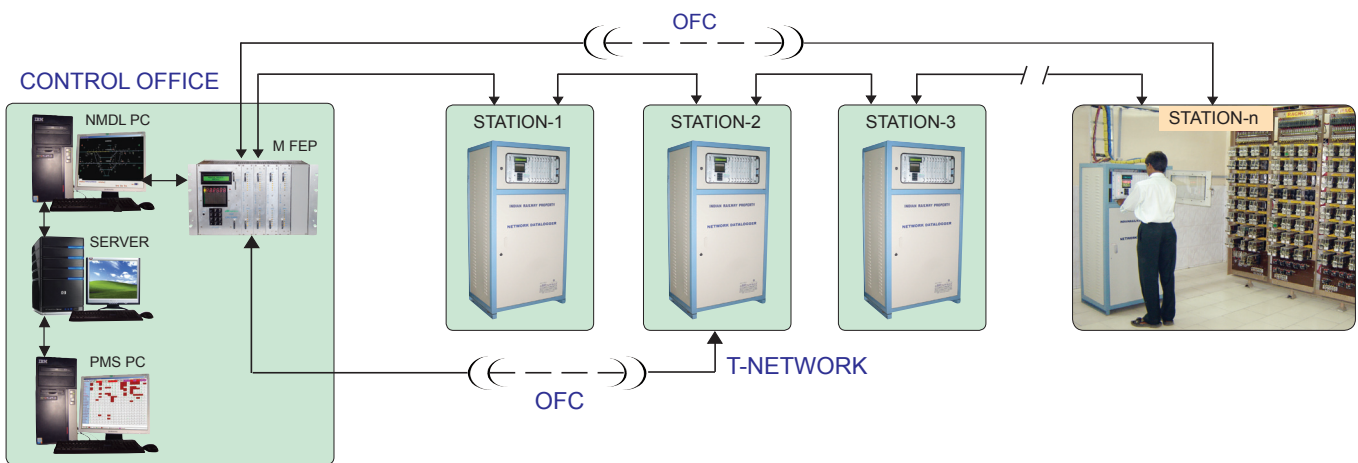 OFC
CONTROL OFFICE
NMDL PC
M FEP
STATION-1
STATION-2
STATION-3
STATION-n
INDIAN RAILWAY PROPERTY
NETWORK DATALOGGER
INDIAN RAILWAY PROPERTY
NETWORK DATALOGGER
INDIAN RAILWAY PROPERTY
NETWORK DATALOGGER
SERVER
PMS PC
T-NETWORK
OFC